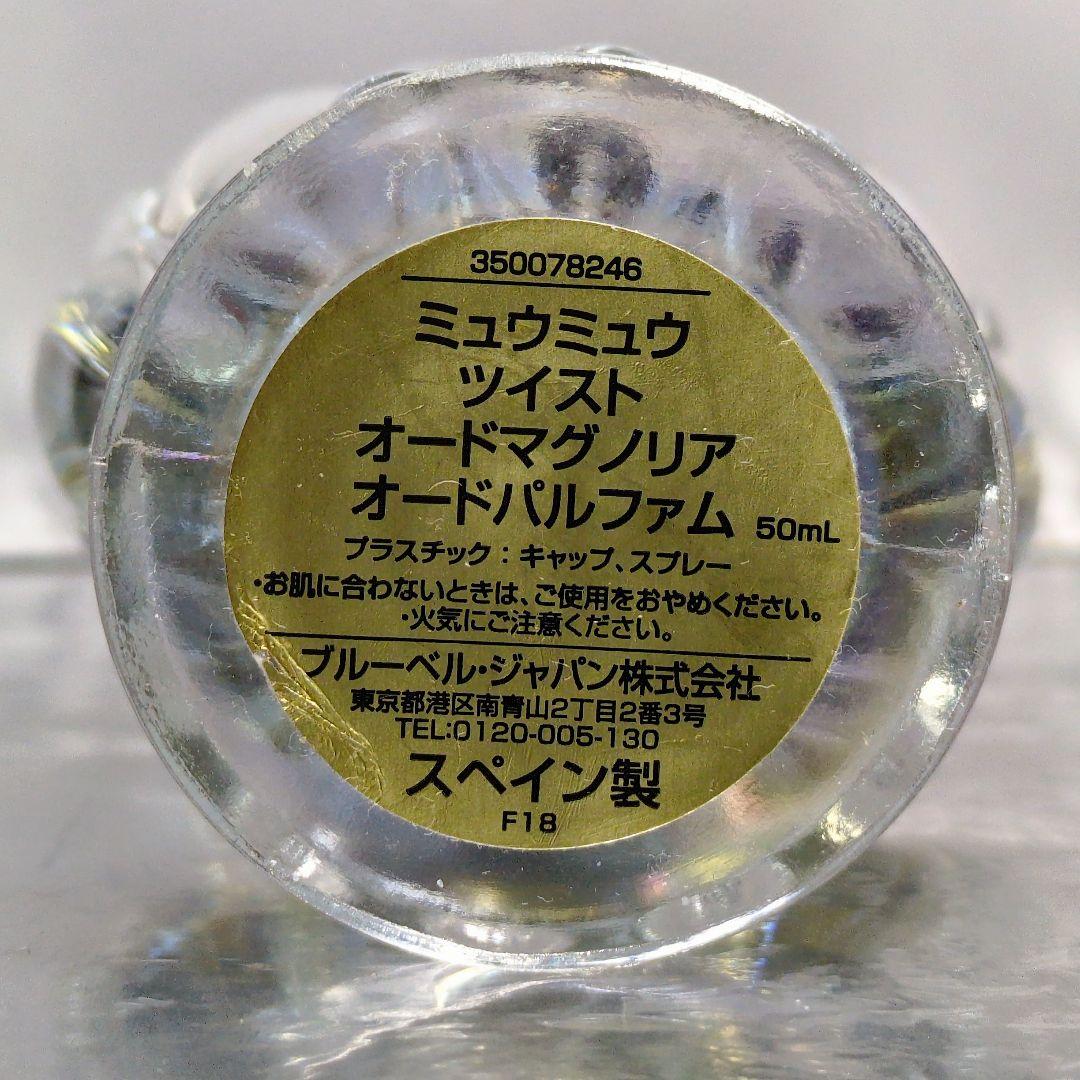 350078246
ミュウミュウ
ツイスト
オードマグノリア
オードパルファム 50mL
プラスチック：キャップ、スプレー
・お肌に合わないときは、ご使用をおやめください。
・火気にご注意ください。
ブルーベル・ジャパン株式会社
東京都港区南青山2丁目2番3号
TEL:0120-005-130
スペイン製
F18